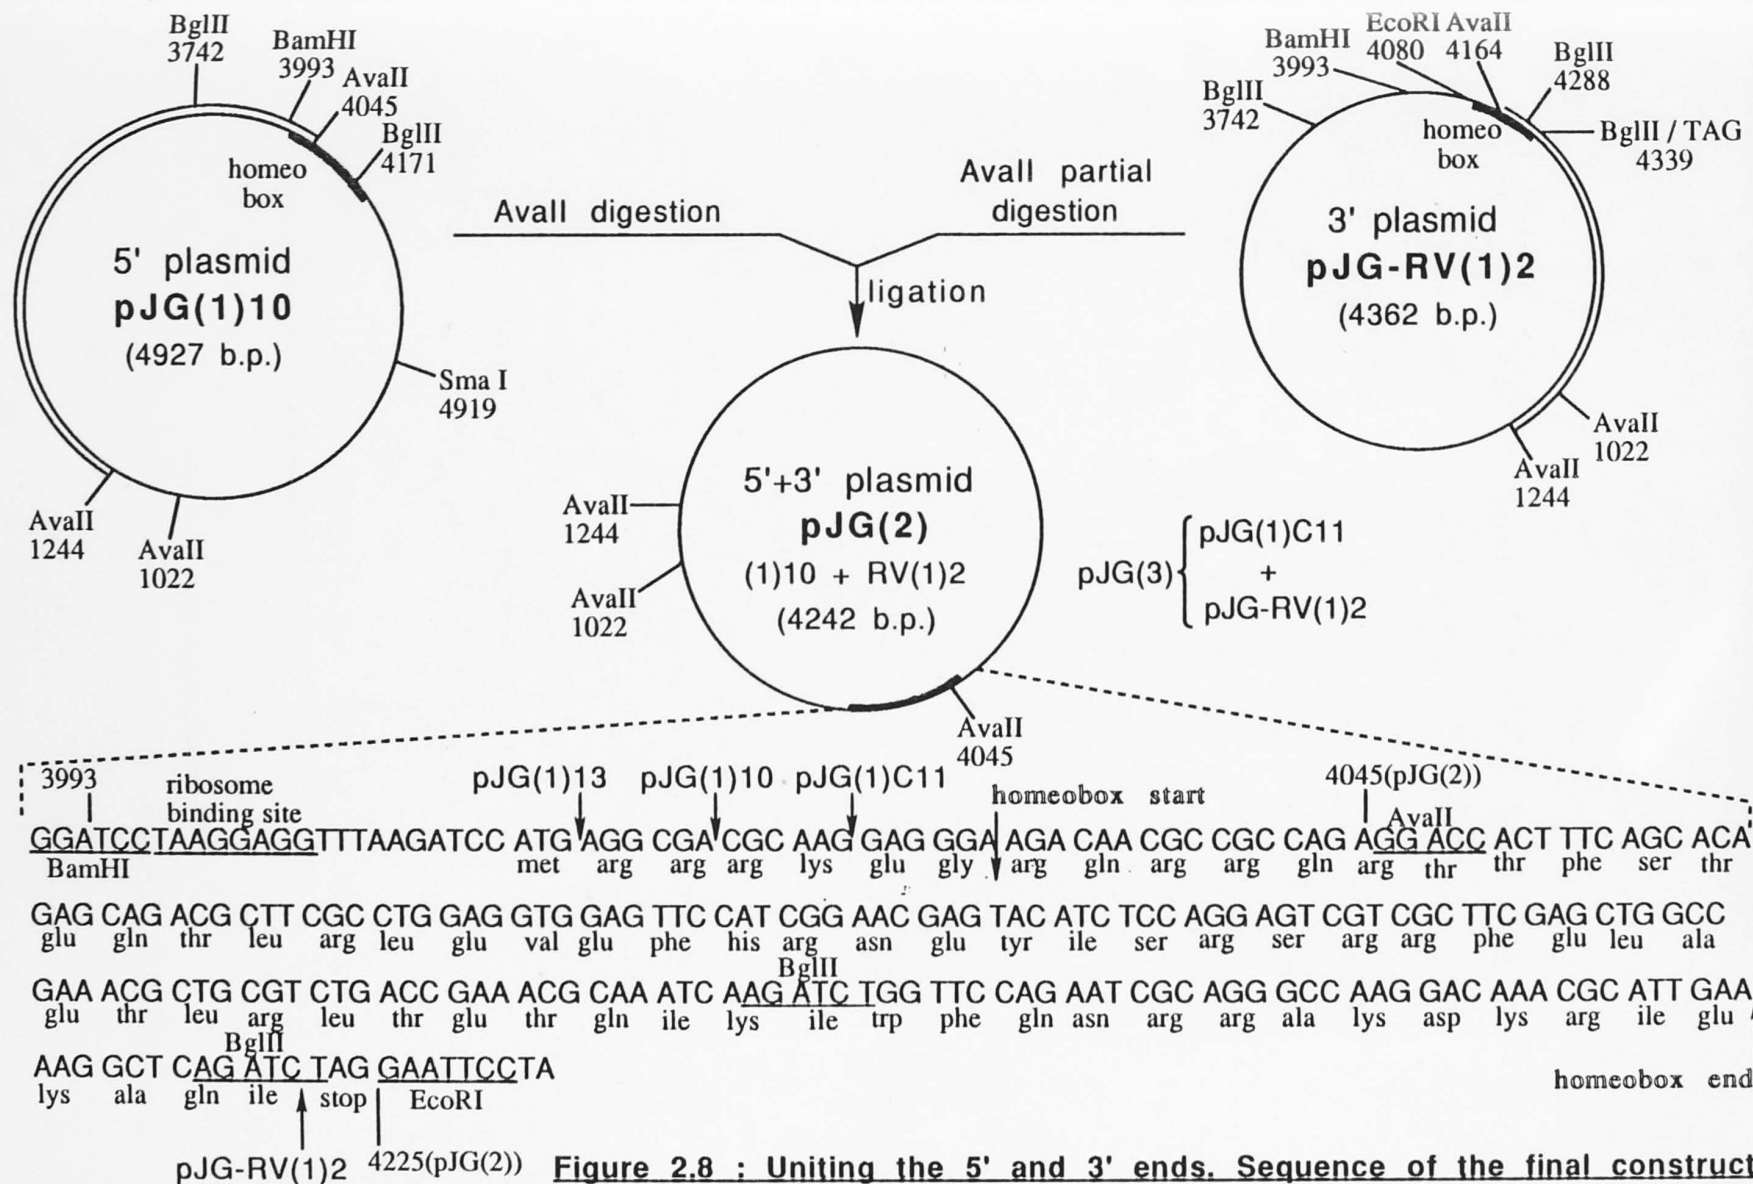 BglII
3742
BamHI
3993
AvaII
4045
BglII
4171
homeo
box
5' plasmid
pJG(1)10
(4927 b.p.)
Sma I
4919
AvaII
1244
AvaII
1022
AvaII digestion
AvaII partial
digestion
ligation
BglII
3742
BamHI
3993
EcoRI
4080
AvaII
4164
BglII
4288
BglII / TAG
4339
homeo
box
3' plasmid
pJG-RV(1)2
(4362 b.p.)
AvaII
1022
AvaII
1244
AvaII
1244
AvaII
1022
5'+3' plasmid
pJG(2)
(1)10 + RV(1)2
(4242 b.p.)
AvaII
4045
pJG(3)
pJG(1)C11
+
pJG-RV(1)2
3993
ribosome
binding site
pJG(1)13
pJG(1)10
pJG(1)C11
homeobox start
4045(pJG(2))
AvaII
GGATCCTAAGGAGGTTTAAGATCC ATG AGG CGA CGC AAG GAG GGA AGA CAA CGC CGC CAG AGG ACC ACT TTC AGC ACA
BamHI
met arg arg arg lys glu gly arg gln arg arg gln arg thr thr phe ser thr
GAG CAG ACG CTT CGC CTG GAG GTG GAG TTC CAT CGG AAC GAG TAC ATC TCC AGG AGT CGT CGC TTC GAG CTG GCC
glu gln thr leu arg leu glu val glu phe his arg asn glu tyr ile ser arg ser arg arg phe glu leu ala
BglII
GAA ACG CTG CGT CTG ACC GAA ACG CAA ATC AAG ATC TGG TTC CAG AAT CGC AGG GCC AAG GAC AAA CGC ATT GAA
glu thr leu arg leu thr glu thr gln ile lys ile trp phe gln asn arg arg ala lys asp lys arg ile glu
BglII
AAG GCT CAG ATC TAG GAATTCCTA
lys ala gln ile stop EcoRI
homeobox end
pJG-RV(1)2
4225(pJG(2))
Figure 2.8 : Uniting the 5' and 3' ends. Sequence of the final construct